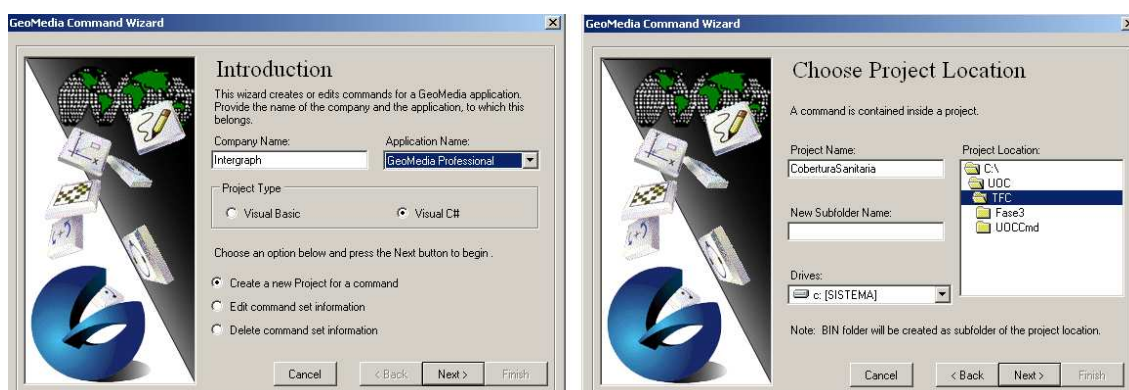 GeoMedia Command Wizard
Introduction
This wizard creates or edits commands for a GeoMedia application.
Provide the name of the company and the application, to which this
belongs.
Company Name:
Application Name:
Intergraph
GeoMedia Professional
Project Type
Visual Basic
Visual C#
Choose an option below and press the Next button to begin .
Create a new Project for a command
Edit command set information
Delete command set information
Cancel
< Back
Next >
Finish
GeoMedia Command Wizard
Choose Project Location
A command is contained inside a project.
Project Name:
Project Location:
CoberturaSanitaria
C:\
UOC
TFC
Fase3
UOCCmd
New Subfolder Name:
Drives:
c: [SISTEMA]
Note: BIN folder will be created as subfolder of the project location.
Cancel
< Back
Next >
Finish